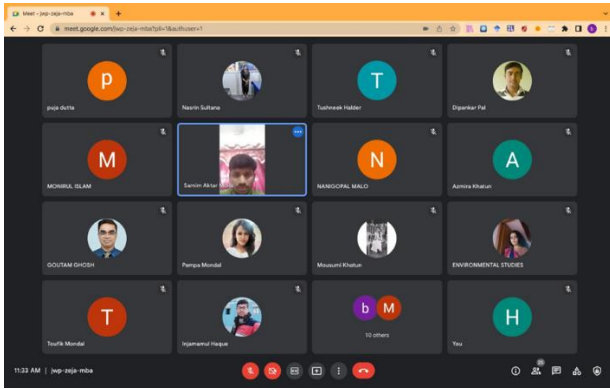 Meet - jwp-zeja-mba
meet.google.com/jwp-zeja-mba?pli=1&authuser=1
p
puja dutta
Nasrin Sultana
T
Tushneek Halder
Dipankar Pal
M
MONIRUL ISLAM
Samim Aktar
N
NANIGOPAL MALO
A
Azmira Khatun
GOUTAM GHOSH
Pampa Mondal
Mousumi Khatun
ENVIRONMENTAL STUDIES
T
Toufik Mondal
Injamamul Haque
b M
10 others
H
You
11:33 AM | jwp-zeja-mba
25